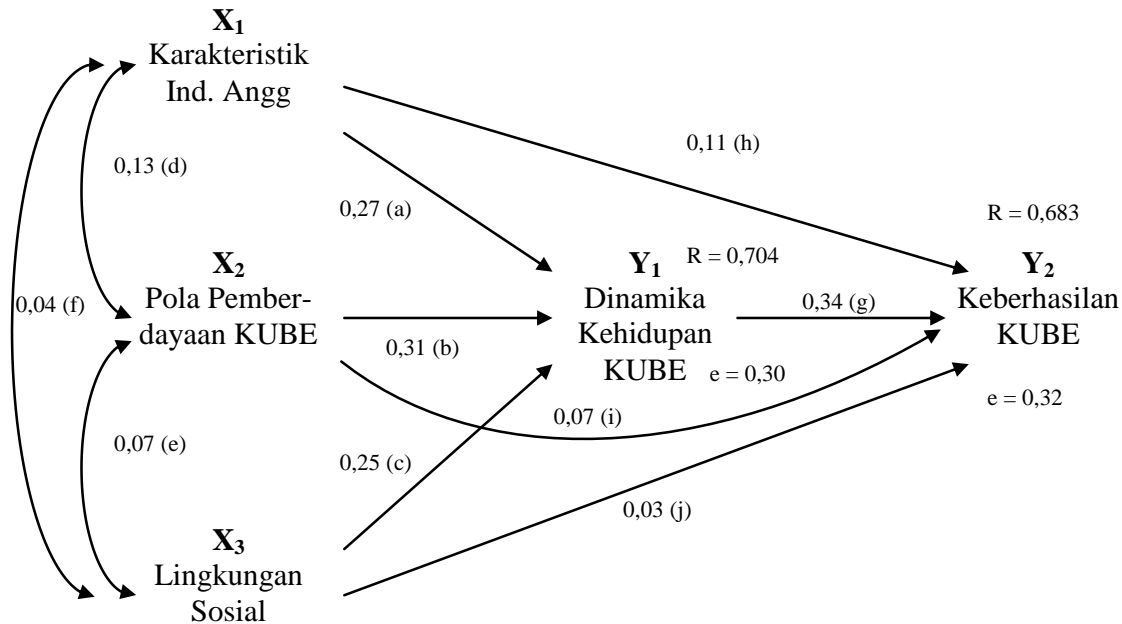 X₁
Karakteristik
Ind. Angg
0,11 (h)
0,13 (d)
0,27 (a)
R = 0,683
X₂
Pola Pember-
dayaan KUBE
Y₁
R = 0,704
Dinamika
Kehidupan
KUBE
Y₂
Keberhasilan
KUBE
0,04 (f)
0,34 (g)
0,31 (b)
e = 0,30
e = 0,32
0,07 (i)
0,07 (e)
0,25 (c)
0,03 (j)
X₃
Lingkungan
Sosial